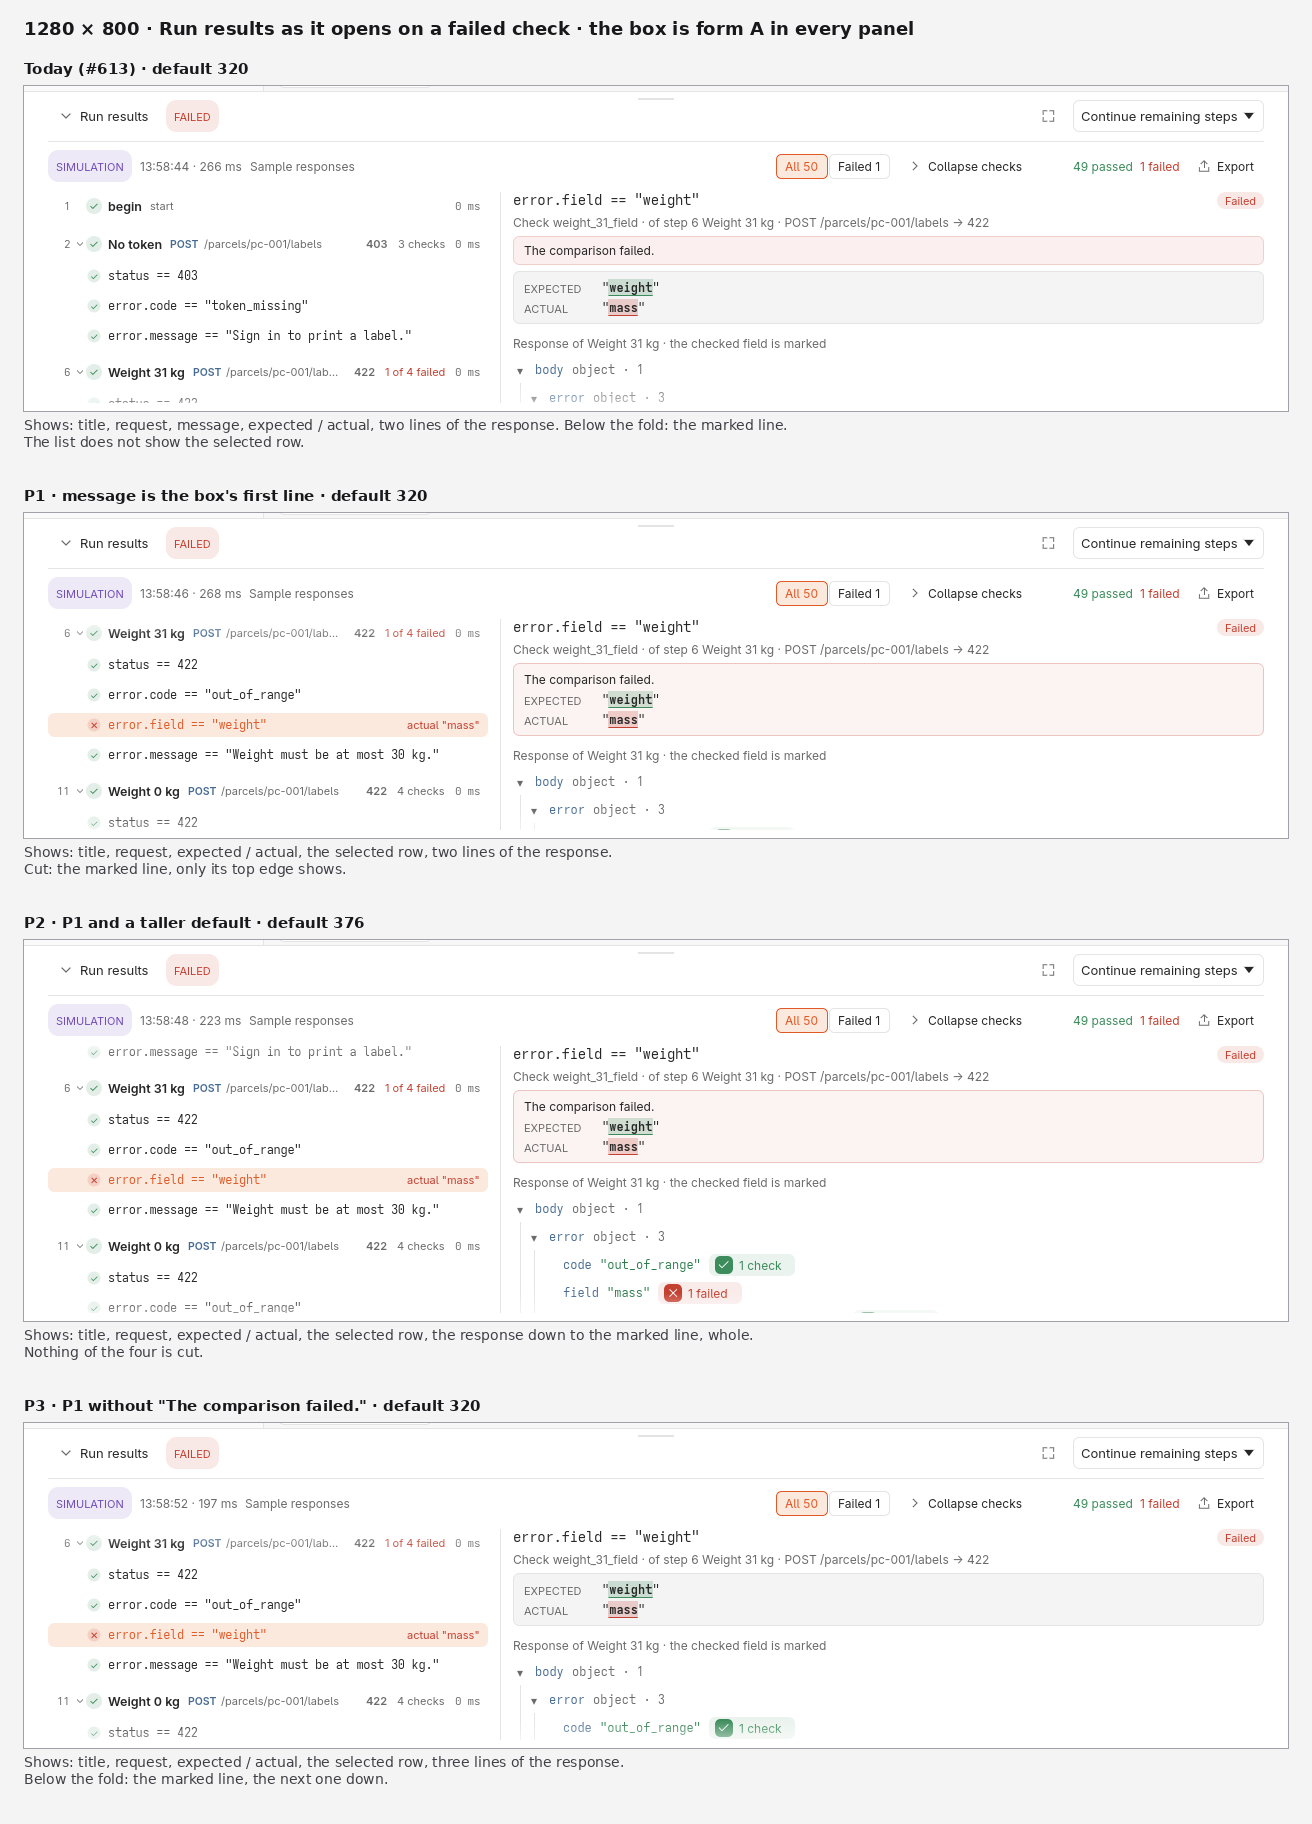 1280 × 800 · Run results as it opens on a failed check · the box is form A in every panel
Today (#613) · default 320
Run results FAILED Continue remaining steps
SIMULATION 13:58:44 · 266 ms Sample responses All 50 Failed 1 Collapse checks 49 passed 1 failed Export
1 begin start 0 ms
2 No token POST /parcels/pc-001/labels 403 3 checks 0 ms
status == 403
error.code == "token_missing"
error.message == "Sign in to print a label."
6 Weight 31 kg POST /parcels/pc-001/lab... 422 1 of 4 failed 0 ms
status == 422
error.field == "weight" Failed
Check weight_31_field · of step 6 Weight 31 kg · POST /parcels/pc-001/labels → 422
The comparison failed.
EXPECTED "weight"
ACTUAL "mass"
Response of Weight 31 kg · the checked field is marked
body object · 1
error object · 3
Shows: title, request, message, expected / actual, two lines of the response. Below the fold: the marked line.
The list does not show the selected row.
P1 · message is the box's first line · default 320
Run results FAILED Continue remaining steps
SIMULATION 13:58:46 · 268 ms Sample responses All 50 Failed 1 Collapse checks 49 passed 1 failed Export
6 Weight 31 kg POST /parcels/pc-001/lab... 422 1 of 4 failed 0 ms
status == 422
error.code == "out_of_range"
error.field == "weight" actual "mass"
error.message == "Weight must be at most 30 kg."
11 Weight 0 kg POST /parcels/pc-001/labels 422 4 checks 0 ms
status == 422
error.field == "weight" Failed
Check weight_31_field · of step 6 Weight 31 kg · POST /parcels/pc-001/labels → 422
The comparison failed.
EXPECTED "weight"
ACTUAL "mass"
Response of Weight 31 kg · the checked field is marked
body object · 1
error object · 3
Shows: title, request, expected / actual, the selected row, two lines of the response.
Cut: the marked line, only its top edge shows.
P2 · P1 and a taller default · default 376
Run results FAILED Continue remaining steps
SIMULATION 13:58:48 · 223 ms Sample responses All 50 Failed 1 Collapse checks 49 passed 1 failed Export
error.message == "Sign in to print a label."
6 Weight 31 kg POST /parcels/pc-001/lab... 422 1 of 4 failed 0 ms
status == 422
error.code == "out_of_range"
error.field == "weight" actual "mass"
error.message == "Weight must be at most 30 kg."
11 Weight 0 kg POST /parcels/pc-001/labels 422 4 checks 0 ms
status == 422
error.code == "out_of_range"
error.field == "weight" Failed
Check weight_31_field · of step 6 Weight 31 kg · POST /parcels/pc-001/labels → 422
The comparison failed.
EXPECTED "weight"
ACTUAL "mass"
Response of Weight 31 kg · the checked field is marked
body object · 1
error object · 3
code "out_of_range" 1 check
field "mass" 1 failed
Shows: title, request, expected / actual, the selected row, the response down to the marked line, whole.
Nothing of the four is cut.
P3 · P1 without "The comparison failed." · default 320
Run results FAILED Continue remaining steps
SIMULATION 13:58:52 · 197 ms Sample responses All 50 Failed 1 Collapse checks 49 passed 1 failed Export
6 Weight 31 kg POST /parcels/pc-001/lab... 422 1 of 4 failed 0 ms
status == 422
error.code == "out_of_range"
error.field == "weight" actual "mass"
error.message == "Weight must be at most 30 kg."
11 Weight 0 kg POST /parcels/pc-001/labels 422 4 checks 0 ms
status == 422
error.field == "weight" Failed
Check weight_31_field · of step 6 Weight 31 kg · POST /parcels/pc-001/labels → 422
EXPECTED "weight"
ACTUAL "mass"
Response of Weight 31 kg · the checked field is marked
body object · 1
error object · 3
code "out_of_range" 1 check
Shows: title, request, expected / actual, the selected row, three lines of the response.
Below the fold: the marked line, the next one down.